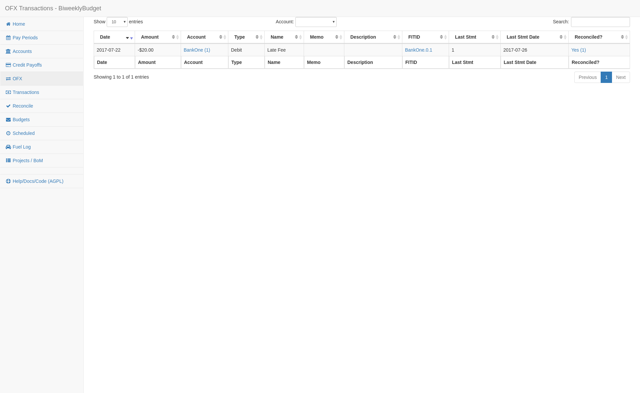 OFX Transactions - BiweeklyBudget
Home
Pay Periods
Accounts
Credit Payoffs
OFX
Transactions
Reconcile
Budgets
Scheduled
Fuel Log
Projects / BoM
Help/Docs/Code (AGPL)
Show 10 entries Account: Search:
Date Amount Account Type Name Memo Description FITID Last Stmt Last Stmt Date Reconciled?
2017-07-22 -$20.00 BankOne (1) Debit Late Fee BankOne.0.1 1 2017-07-26 Yes (1)
Date Amount Account Type Name Memo Description FITID Last Stmt Last Stmt Date Reconciled?
Showing 1 to 1 of 1 entries Previous 1 Next